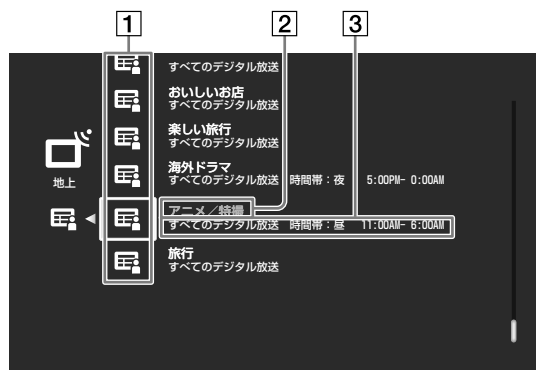 1 2 3
すべてのデジタル放送
おいしいお店
すべてのデジタル放送
楽しい旅行
すべてのデジタル放送
海外ドラマ
すべてのデジタル放送 時間帯:夜 5:00PM- 0:00AM
地上
アニメ/特撮
すべてのデジタル放送 時間帯:昼 11:00AM- 6:00AM
旅行
すべてのデジタル放送